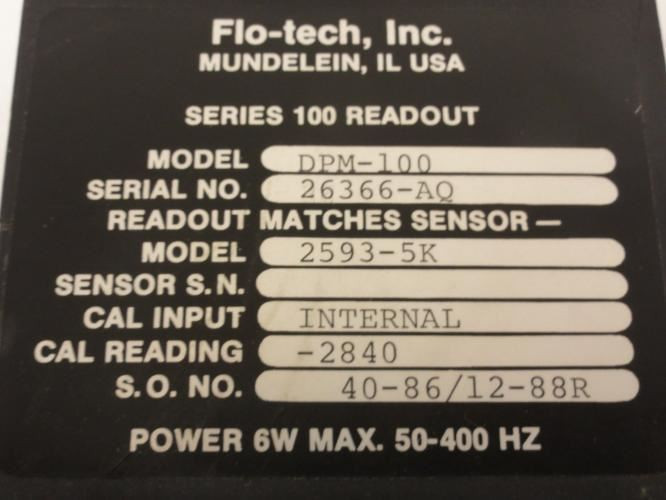 Flo-tech, Inc.
MUNDELEIN, IL USA
SERIES 100 READOUT
MODEL DPM-100
SERIAL NO. 26366-AQ
READOUT MATCHES SENSOR —
MODEL 2593-5K
SENSOR S.N.
CAL INPUT INTERNAL
CAL READING -2840
S.O. NO. 40-86/12-88R
POWER 6W MAX. 50-400 HZ